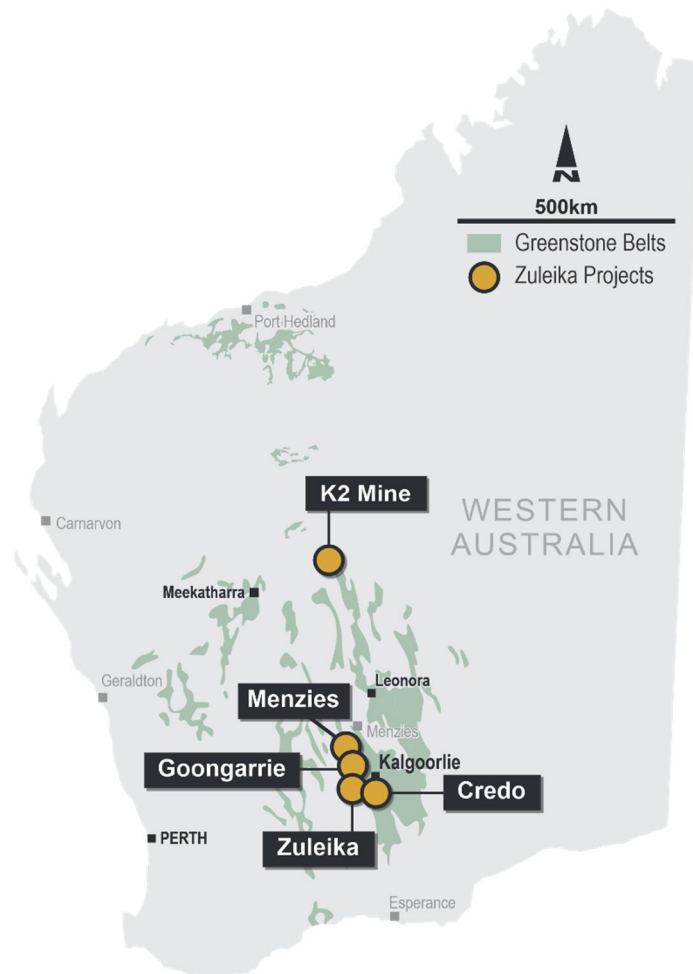 N
500km
Greenstone Belts
Zuleika Projects
Port Hedland
K2 Mine
WESTERN
AUSTRALIA
Carnarvon
Meekatharra
Leonora
Geraldton
Menzies
Menzies
Kalgoorlie
Goongarrie
Credo
PERTH
Zuleika
Esperance